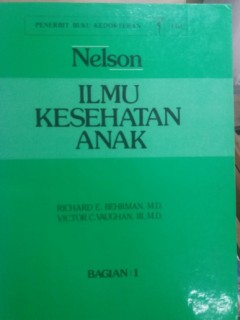 PENERBIT BUKU KEDOKTERAN
Nelson
ILMU
KESEHATAN
ANAK
RICHARD E. BEHRMAN, M.D.
VICTOR C. VAUGHAN, III, M.D.
BAGIAN : 1